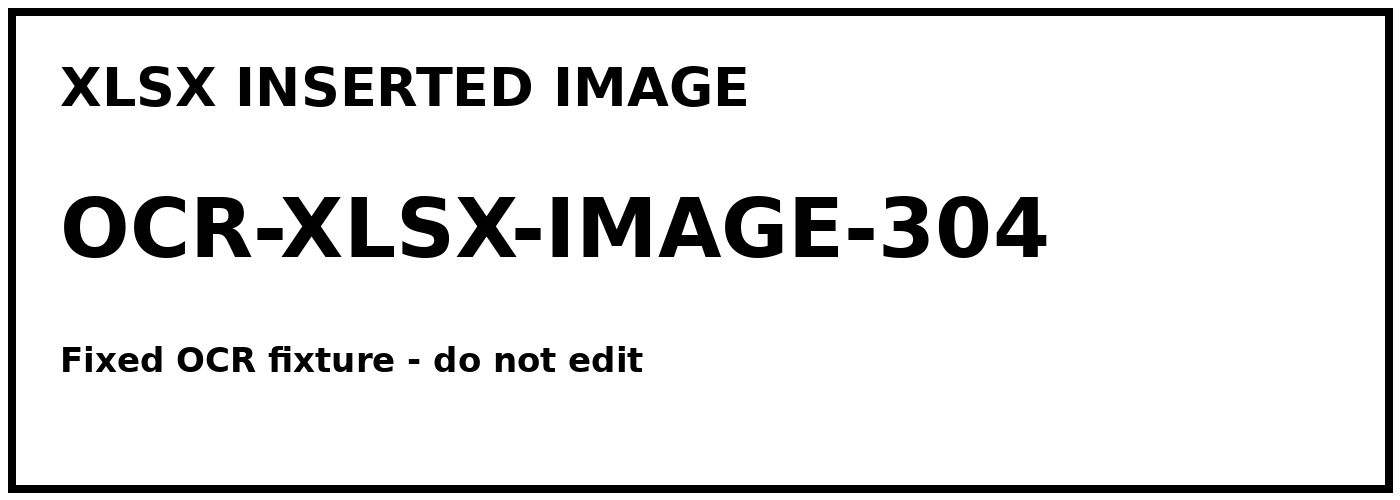 XLSX INSERTED IMAGE
OCR-XLSX-IMAGE-304
Fixed OCR fixture - do not edit